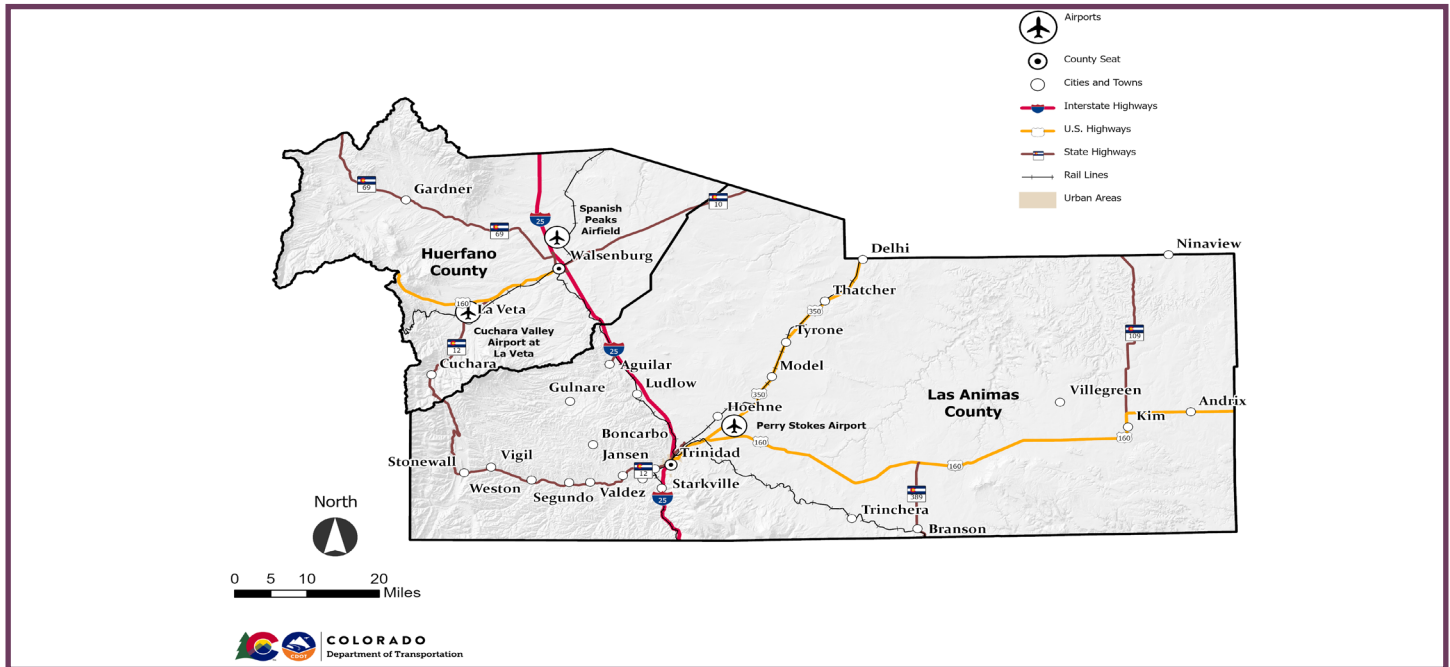 Airports
County Seat
Cities and Towns
Interstate Highways
U.S. Highways
State Highways
Rail Lines
Urban Areas
69
Gardner
10
Spanish
Peaks
Airfield
25
69
Huerfano
County
Walsenburg
Delhi
Ninaview
160
La Veta
Thatcher
350
Cuchara Valley
Airport at
La Veta
12
Tyrone
109
25
Cuchara
Aguilar
Model
Ludlow
Gulnare
350
Las Animas
County
Villegreen
Andrix
Hoehne
Perry Stokes Airport
Kim
160
160
Boncarbo
Jansen
Trinidad
Stonewall
Vigil
12
160
Weston
Segundo
Valdez
Starkville
25
389
Trinchera
Branson
North
0 5 10 20
Miles
CDOT
COLORADO
Department of Transportation